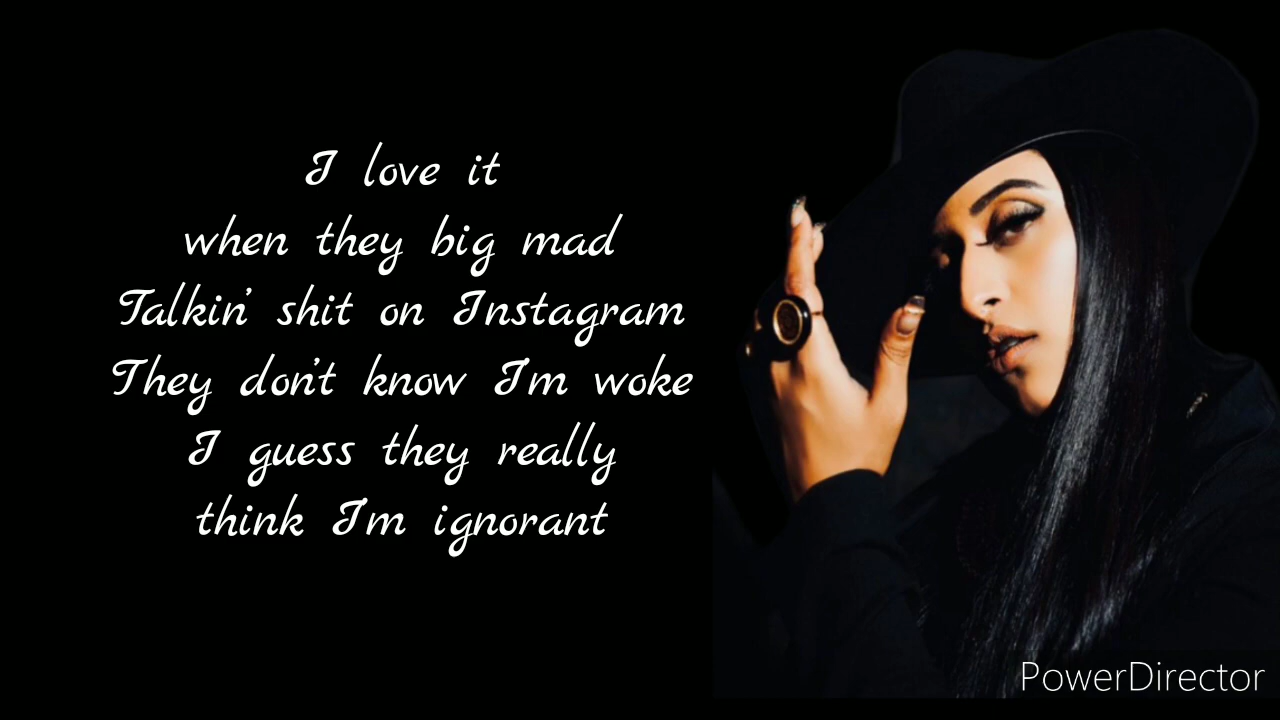 I love it
when they big mad
Talkin' shit on Instagram
They don't know I'm woke
I guess they really
think I'm ignorant
PowerDirector